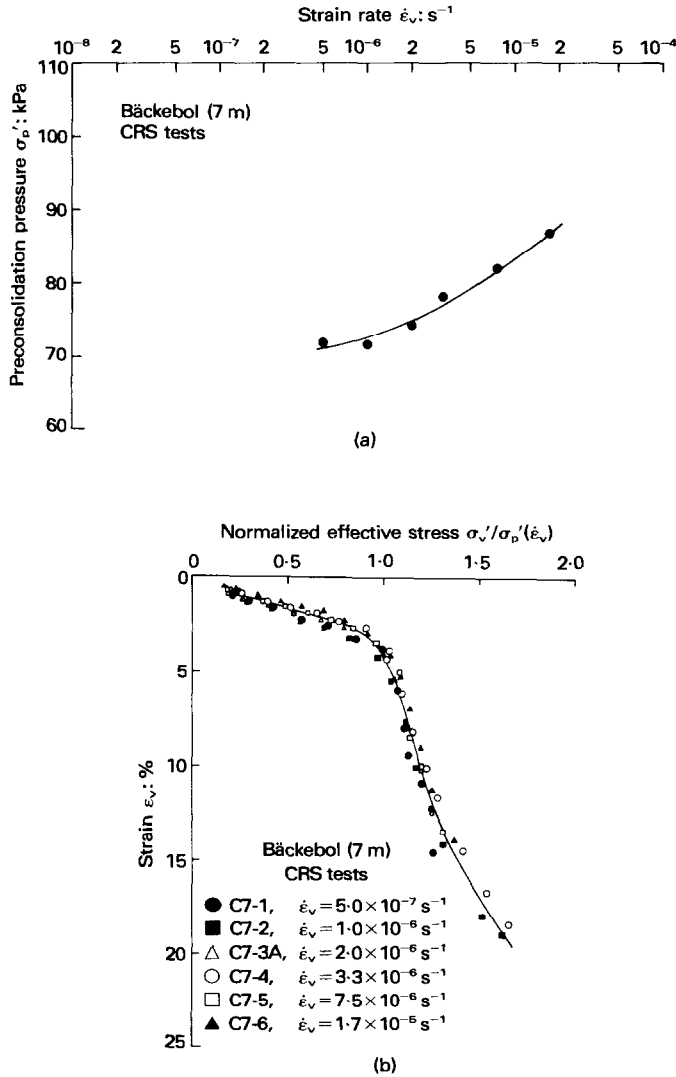 Strain rate ε̇ᵥ: s⁻¹
10⁻⁸ 2 5 10⁻⁷ 2 5 10⁻⁶ 2 5 10⁻⁵ 2 5 10⁻⁴
110
100
90
80
70
60
Preconsolidation pressure σₚ′: kPa
Bäckebol (7 m)
CRS tests
(a)
Normalized effective stress σᵥ′/σₚ′(ε̇ᵥ)
0 0·5 1·0 1·5 2·0
0
5
10
15
20
25
Strain εᵥ: %
Bäckebol (7 m)
CRS tests
C7-1, ε̇ᵥ = 5·0 × 10⁻⁷ s⁻¹
C7-2, ε̇ᵥ = 1·0 × 10⁻⁶ s⁻¹
C7-3A, ε̇ᵥ = 2·0 × 10⁻⁶ s⁻¹
C7-4, ε̇ᵥ = 3·3 × 10⁻⁶ s⁻¹
C7-5, ε̇ᵥ = 7·5 × 10⁻⁶ s⁻¹
C7-6, ε̇ᵥ = 1·7 × 10⁻⁵ s⁻¹
(b)